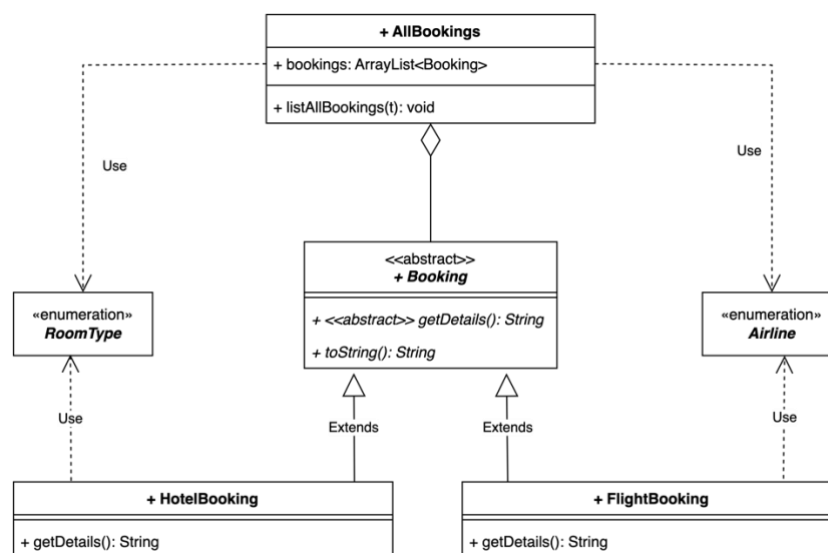 + AllBookings
+ bookings: ArrayList<Booking>
+ listAllBookings(t): void
Use
Use
<<abstract>>
+ Booking
+ <<abstract>> getDetails(): String
+ toString(): String
«enumeration»
RoomType
«enumeration»
Airline
Use
Extends
Extends
Use
+ HotelBooking
+ getDetails(): String
+ FlightBooking
+ getDetails(): String